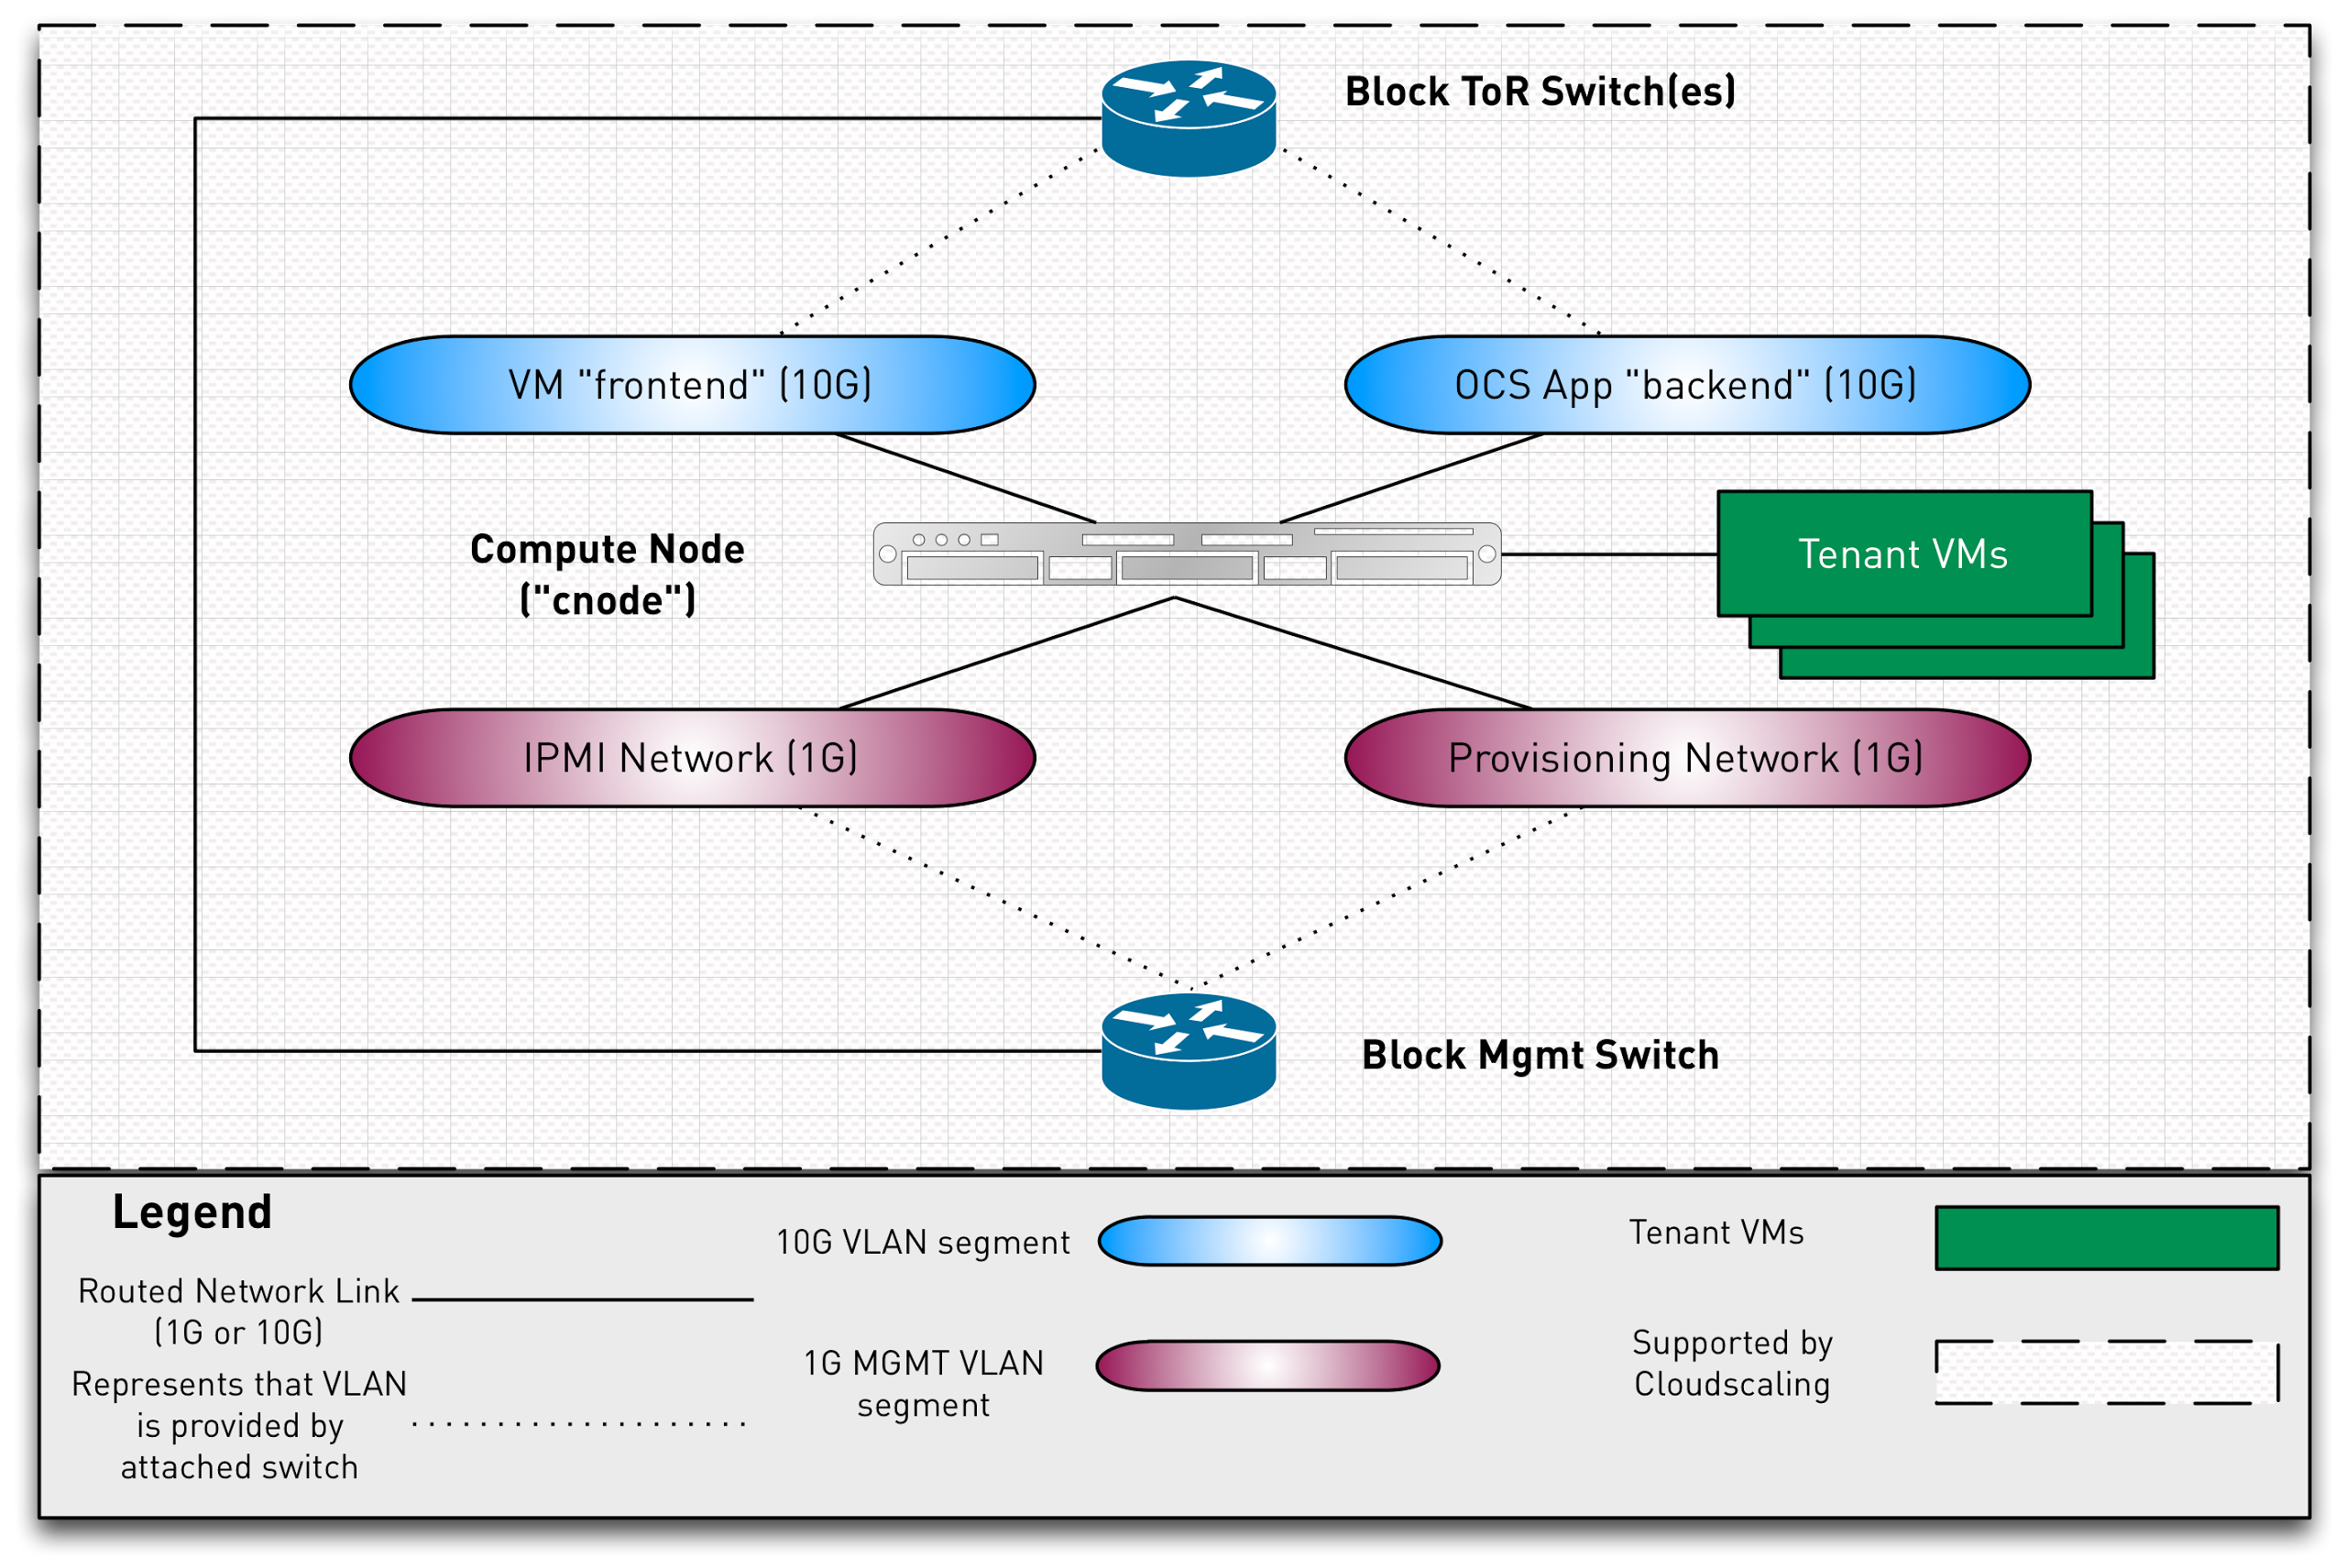 Block ToR Switch(es)
VM "frontend" (10G)
OCS App "backend" (10G)
Compute Node
("cnode")
Tenant VMs
IPMI Network (1G)
Provisioning Network (1G)
Block Mgmt Switch
Legend
Routed Network Link
(1G or 10G)
Represents that VLAN
is provided by
attached switch
10G VLAN segment
1G MGMT VLAN
segment
Tenant VMs
Supported by
Cloudscaling